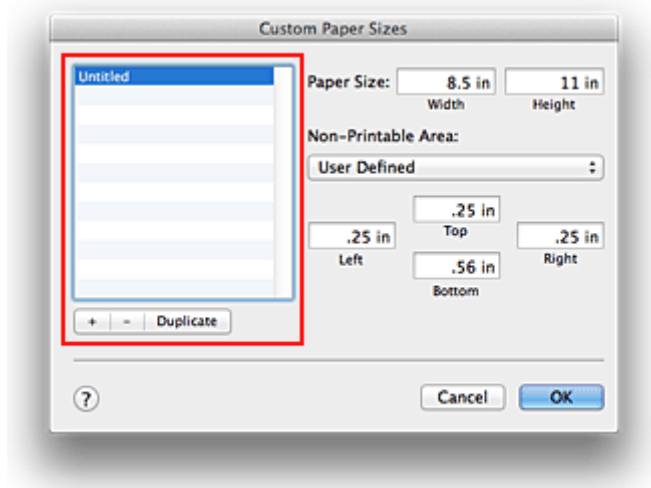 Custom Paper Sizes
Untitled
+ - Duplicate
Paper Size: 8.5 in 11 in
Width Height
Non-Printable Area:
User Defined
.25 in
Top
.25 in .25 in
Left Right
.56 in
Bottom
? Cancel OK